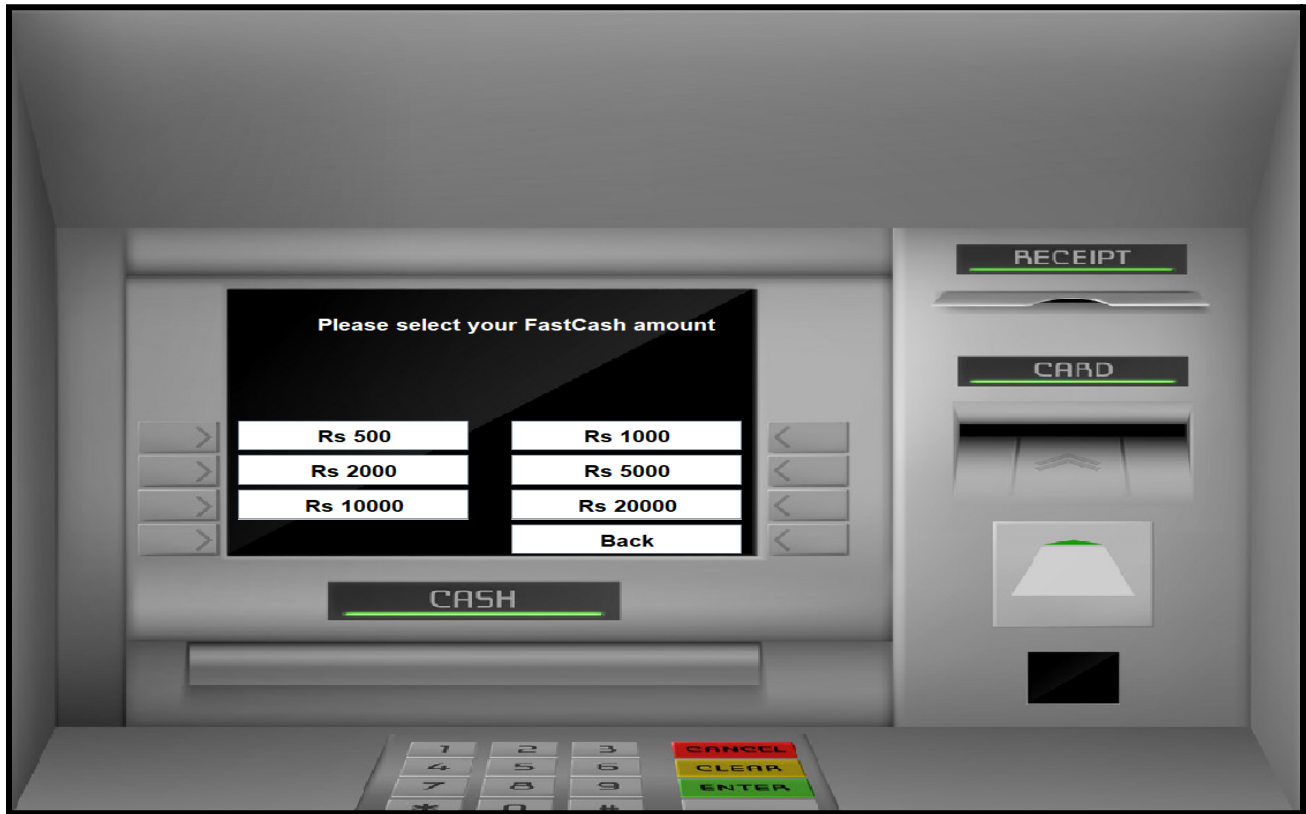 RECEIPT
Please select your FastCash amount
CARD
Rs 500 Rs 1000
Rs 2000 Rs 5000
Rs 10000 Rs 20000
Back
CASH
1 2 3 CANCEL
4 5 6 CLEAR
7 8 9 ENTER
* 0 #